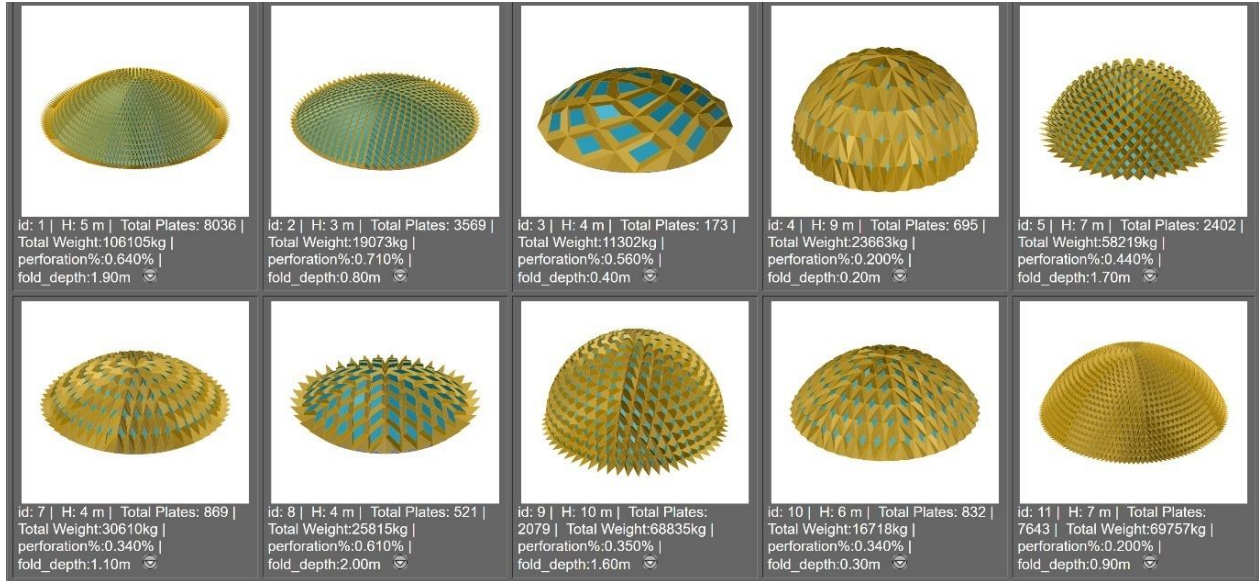 id: 1 | H: 5 m | Total Plates: 8036 |
Total Weight:106105kg |
perforation%:0.640% |
fold_depth:1.90m
id: 2 | H: 3 m | Total Plates: 3569 |
Total Weight:19073kg |
perforation%:0.710% |
fold_depth:0.80m
id: 3 | H: 4 m | Total Plates: 173 |
Total Weight:11302kg |
perforation%:0.560% |
fold_depth:0.40m
id: 4 | H: 9 m | Total Plates: 695 |
Total Weight:23663kg |
perforation%:0.200% |
fold_depth:0.20m
id: 5 | H: 7 m | Total Plates: 2402 |
Total Weight:58219kg |
perforation%:0.440% |
fold_depth:1.70m
id: 7 | H: 4 m | Total Plates: 869 |
Total Weight:30610kg |
perforation%:0.340% |
fold_depth:1.10m
id: 8 | H: 4 m | Total Plates: 521 |
Total Weight:25815kg |
perforation%:0.610% |
fold_depth:2.00m
id: 9 | H: 10 m | Total Plates:
2079 | Total Weight:68835kg |
perforation%:0.350% |
fold_depth:1.60m
id: 10 | H: 6 m | Total Plates: 832 |
Total Weight:16718kg |
perforation%:0.340% |
fold_depth:0.30m
id: 11 | H: 7 m | Total Plates:
7643 | Total Weight:69757kg |
perforation%:0.200% |
fold_depth:0.90m